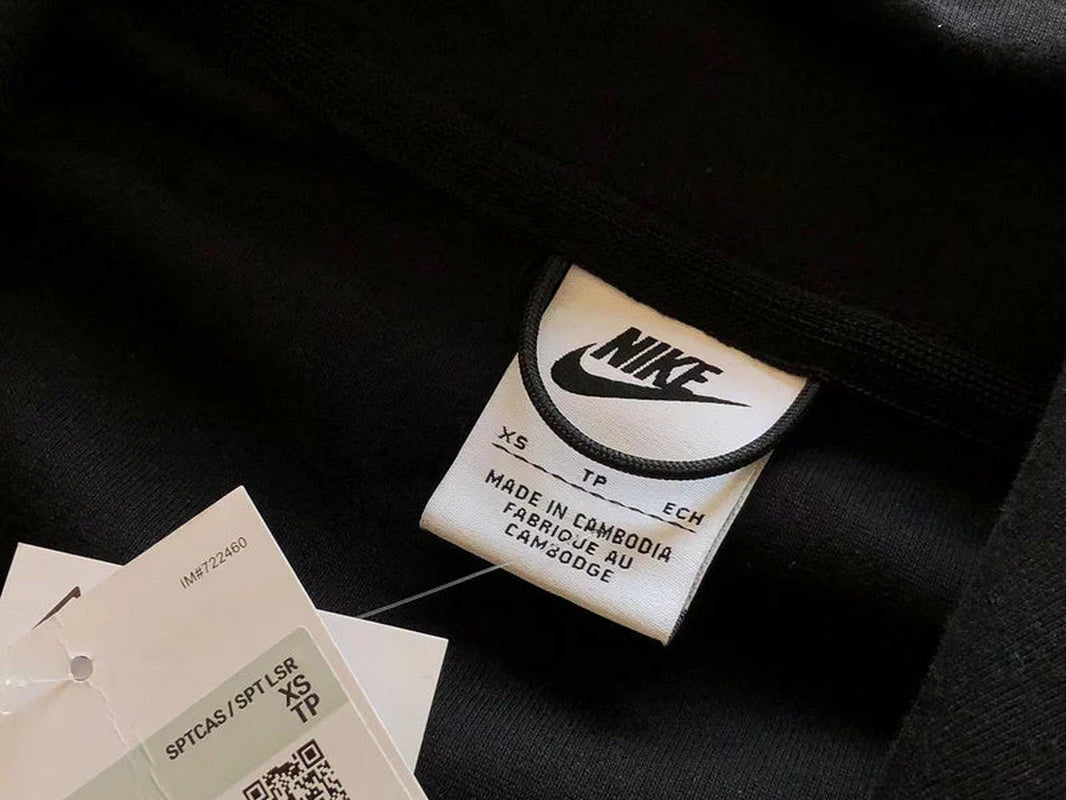 NIKE
XS
TP
ECH
MADE IN CAMBODIA
FABRIQUE AU
CAMBODGE
IM#722460
SPTCAS / SPT LSR
XS
TP